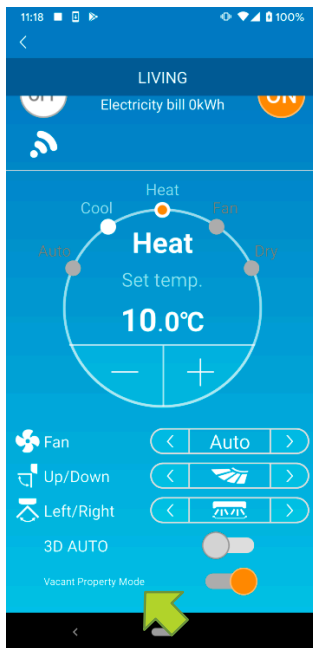 11:18
100%
LIVING
OFF
Electricity bill 0kWh
ON
Heat
Cool
Fan
Auto
Dry
Heat
Set temp.
10.0°C
Fan
Auto
Up/Down
Left/Right
3D AUTO
Vacant Property Mode